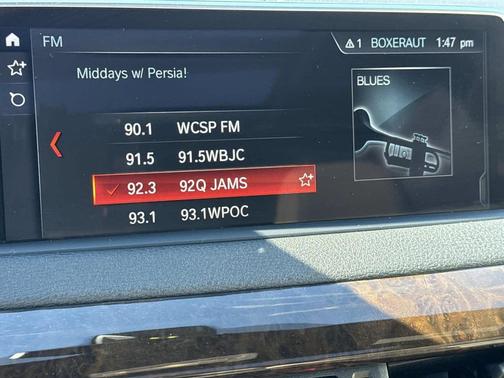 FM
1 BOXERAUT 1:47 pm
Middays w/ Persia!
BLUES
90.1 WCSP FM
91.5 91.5WBJC
92.3 92Q JAMS
93.1 93.1WPOC